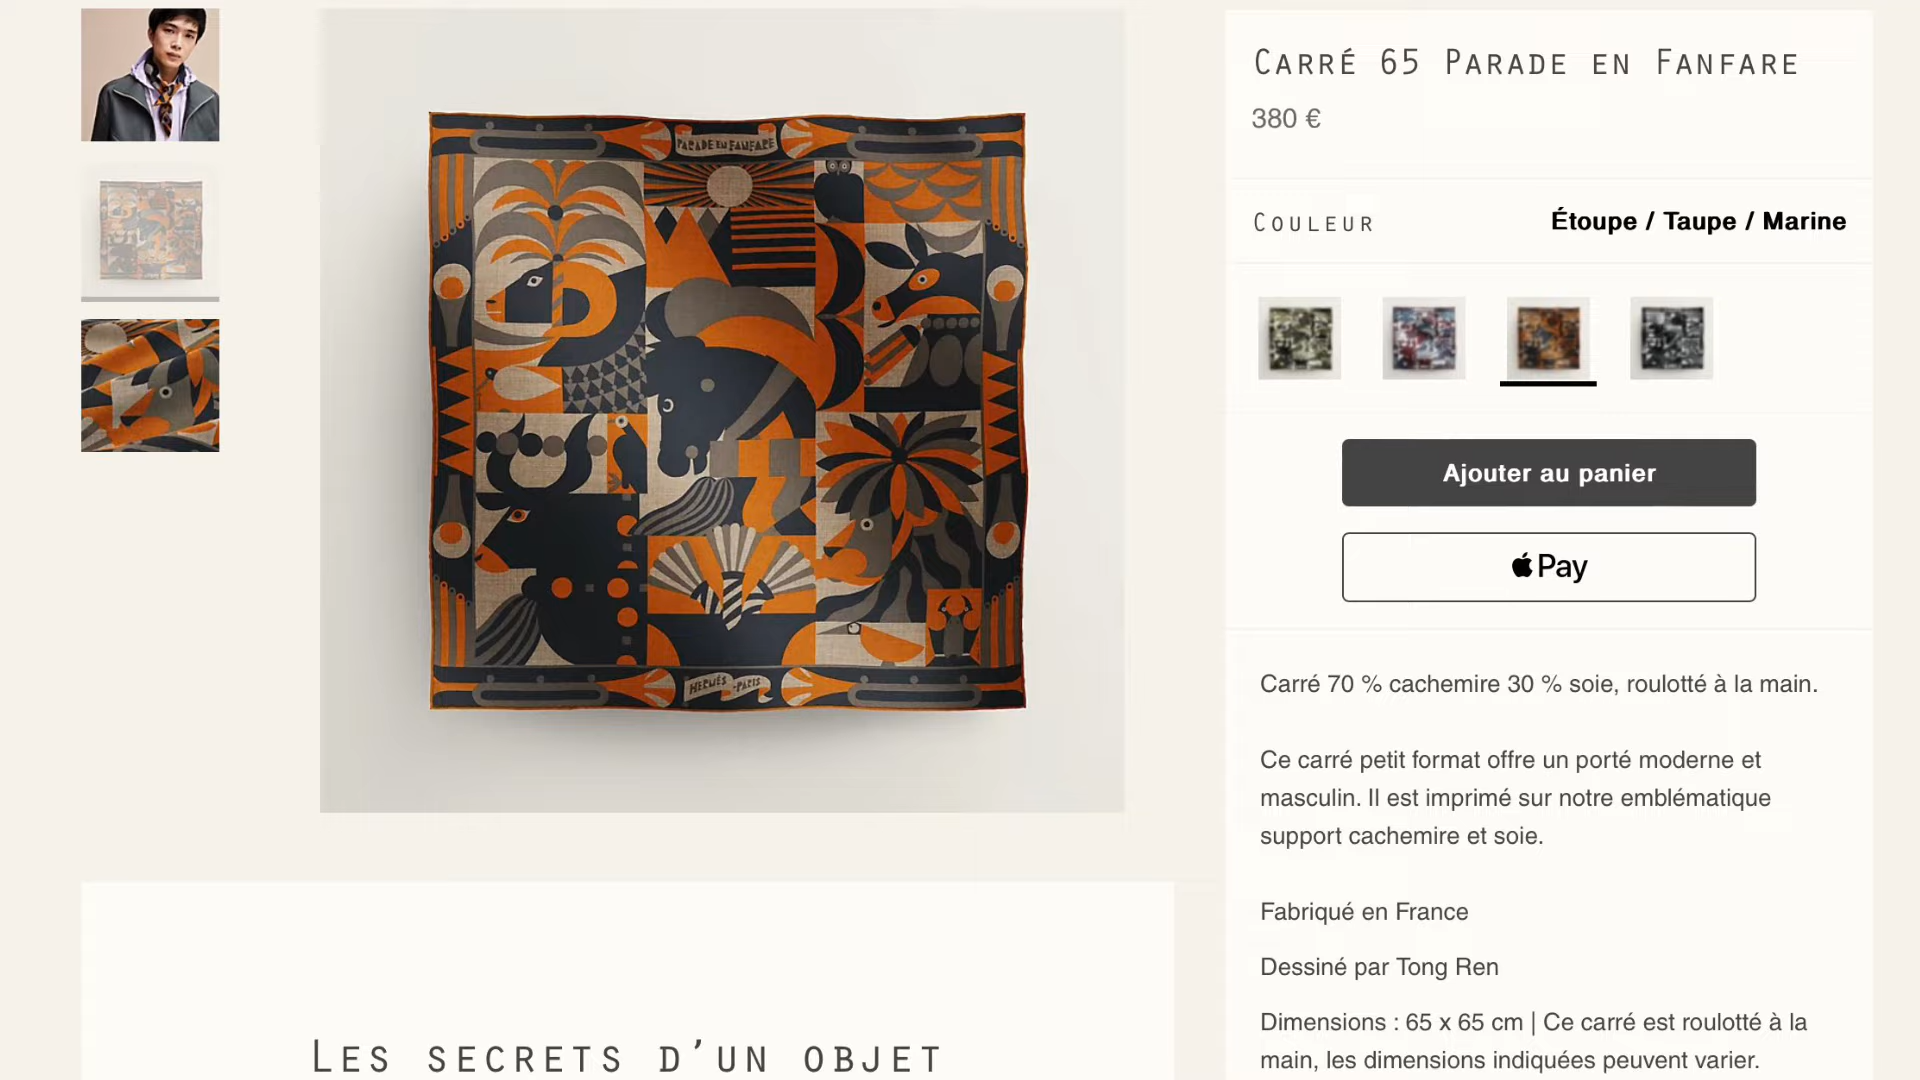 PARADE EN FANFARE
HERMÈS-PARIS
CARRÉ 65 PARADE EN FANFARE
380 €
COULEUR
Étoupe / Taupe / Marine
Ajouter au panier
Pay
Carré 70 % cachemire 30 % soie, roulotté à la main.
Ce carré petit format offre un porté moderne et
masculin. Il est imprimé sur notre emblématique
support cachemire et soie.
Fabriqué en France
Dessiné par Tong Ren
Dimensions : 65 x 65 cm | Ce carré est roulotté à la
main, les dimensions indiquées peuvent varier.
LES SECRETS D’UN OBJET